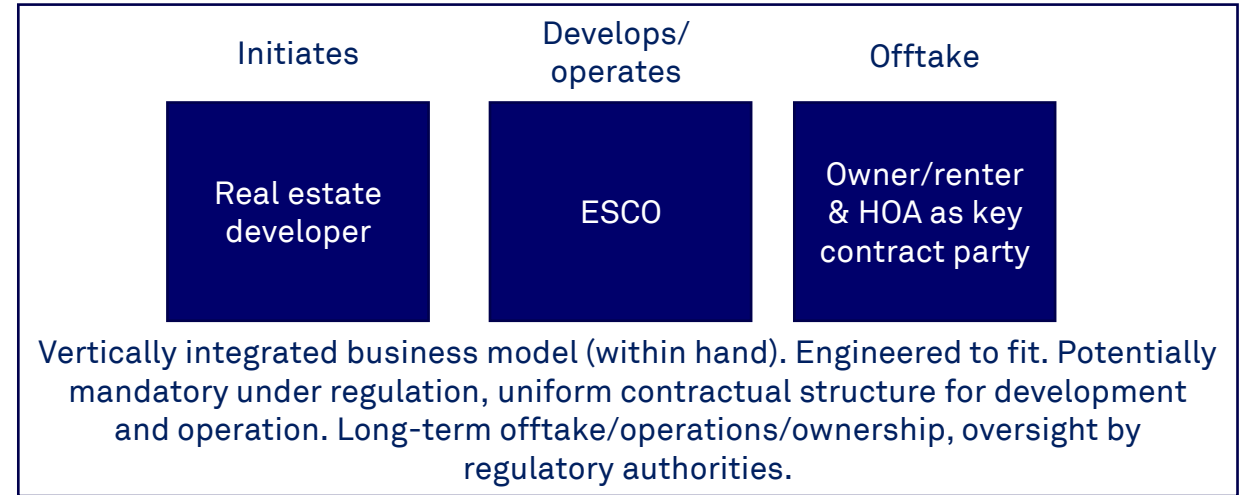 Initiates
Develops/
operates
Offtake
Real estate
developer
ESCO
Owner/renter
& HOA as key
contract party
Vertically integrated business model (within hand). Engineered to fit. Potentially
mandatory under regulation, uniform contractual structure for development
and operation. Long-term offtake/operations/ownership, oversight by
regulatory authorities.